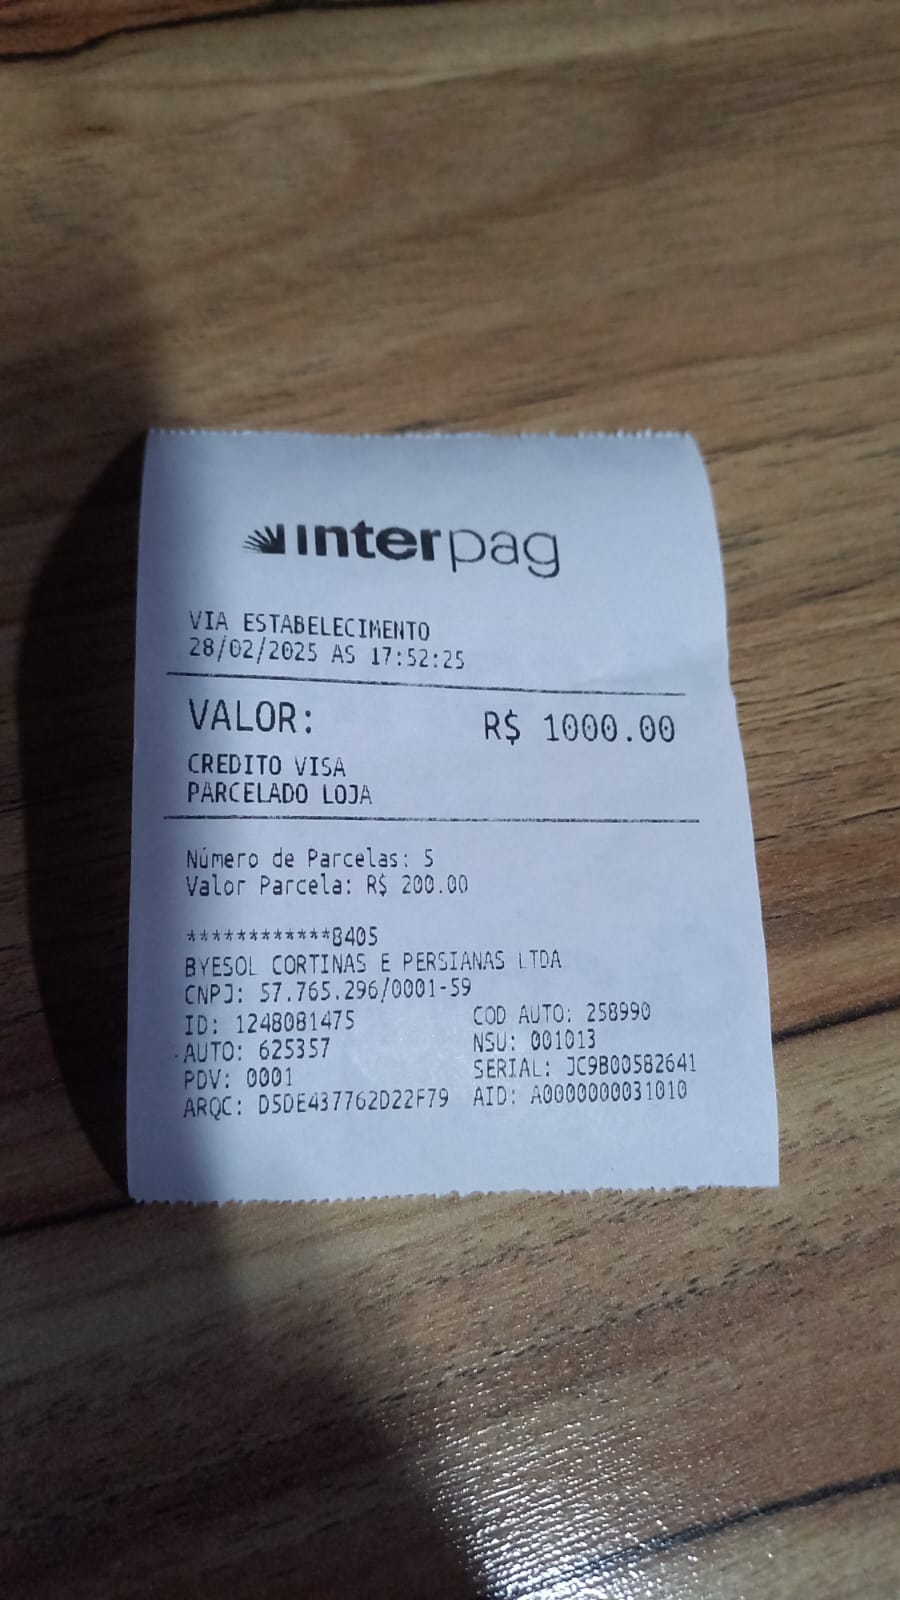 interpag
VIA ESTABELECIMENTO
28/02/2025 AS 17:52:25
VALOR: R$ 1000.00
CREDITO VISA
PARCELADO LOJA
Número de Parcelas: 5
Valor Parcela: R$ 200.00
************8405
BYESOL CORTINAS E PERSIANAS LTDA
CNPJ: 57.765.296/0001-59
ID: 1248081475 COD AUTO: 258990
AUTO: 625357 NSU: 001013
PDV: 0001 SERIAL: JC9B00582641
ARQC: D5DE437762D22F79 AID: A0000000031010